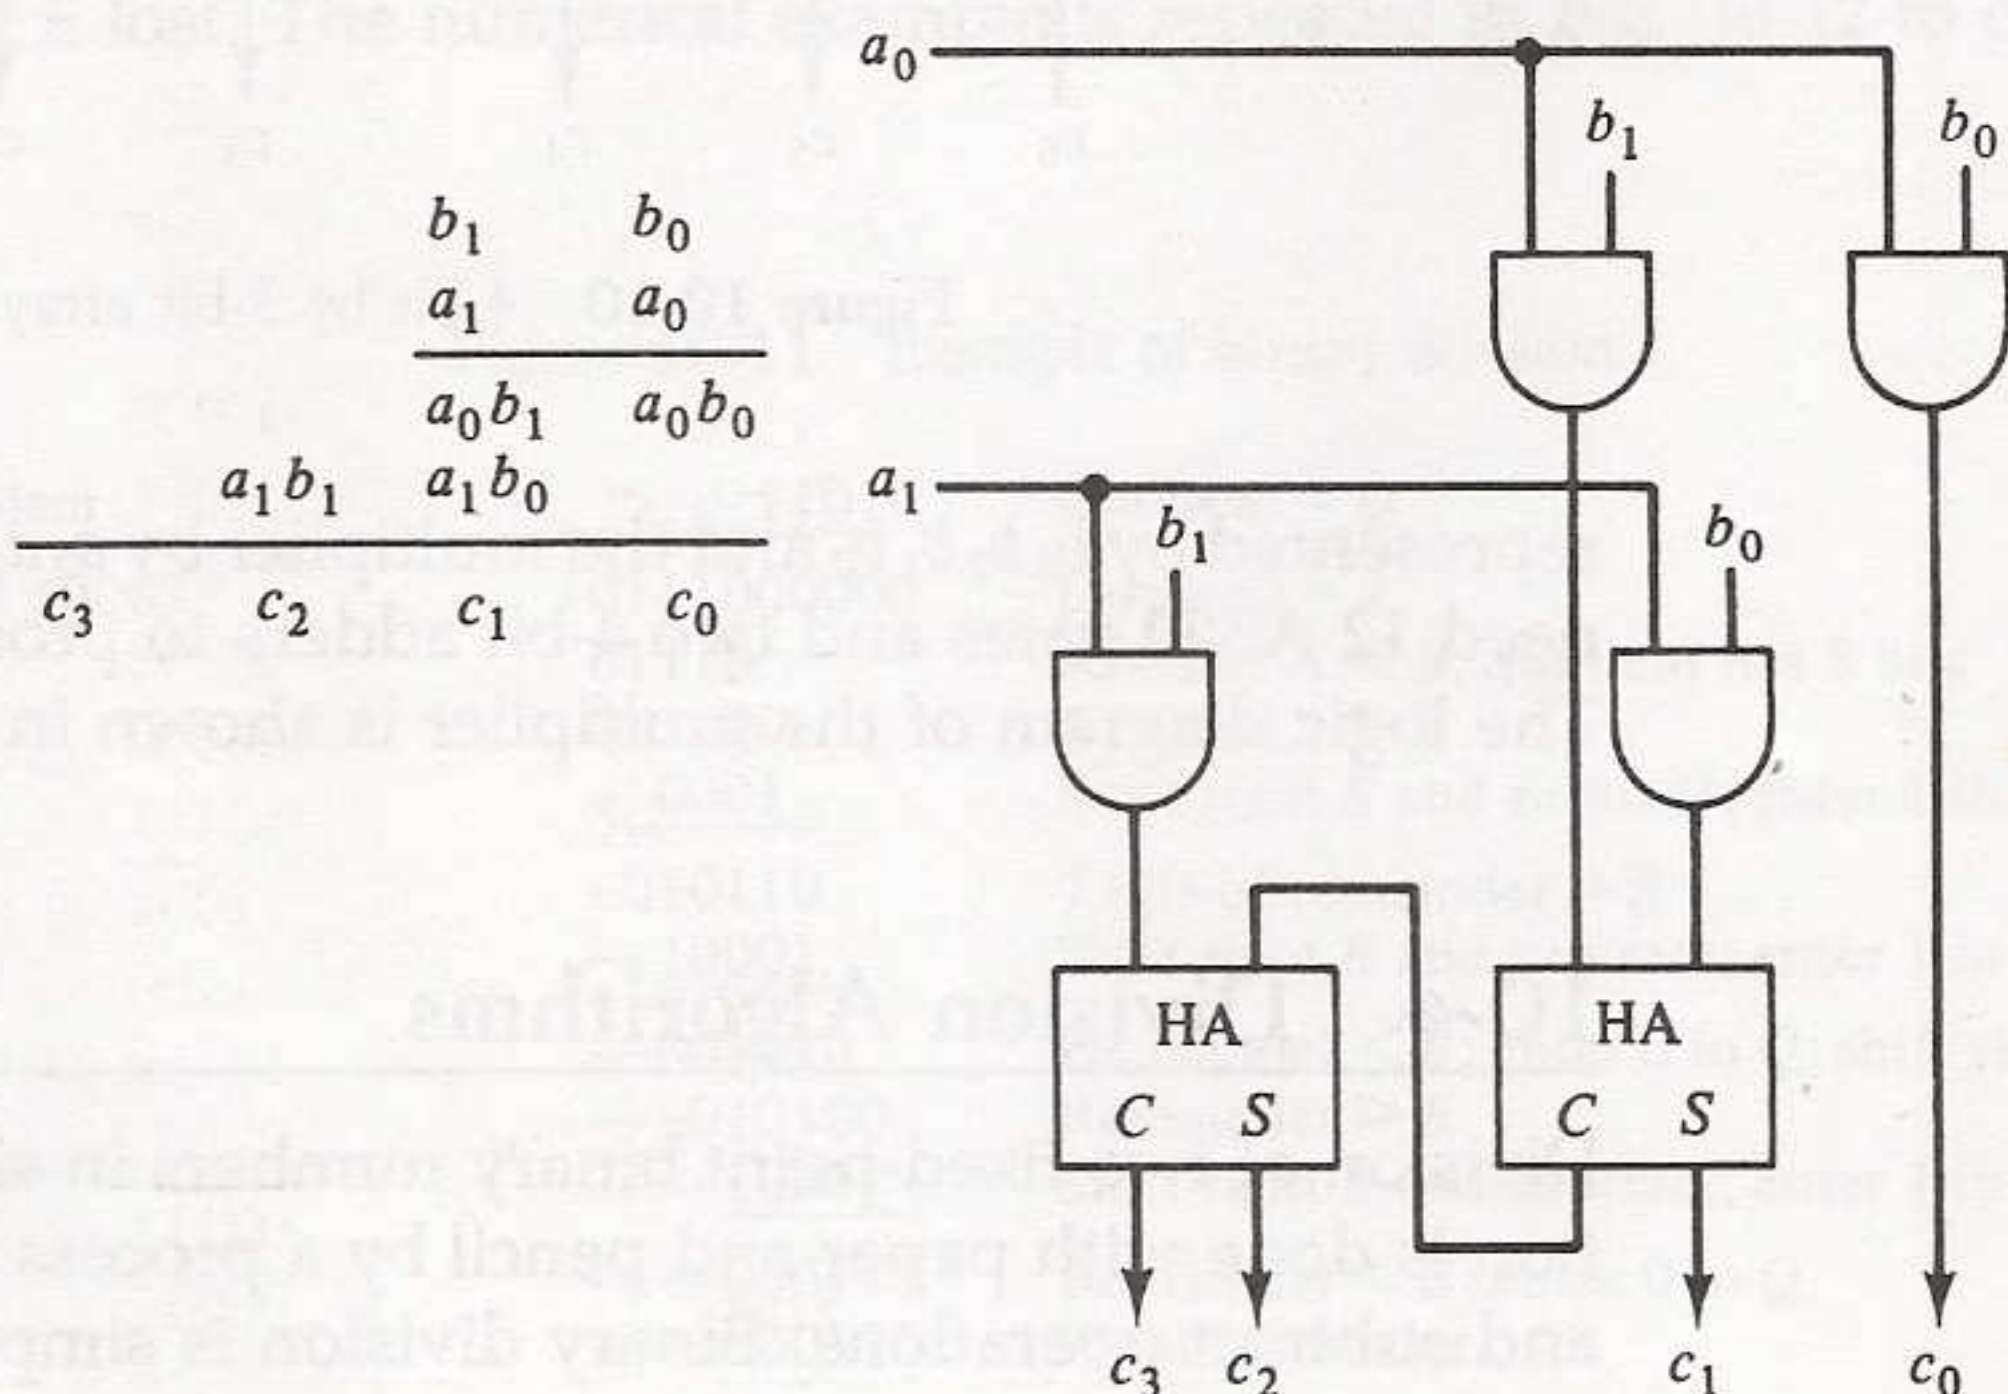 b₁ b₀
a₁ a₀
a₀b₁ a₀b₀
a₁b₁ a₁b₀
c₃ c₂ c₁ c₀
a₀
b₁ b₀
a₁
b₁ b₀
HA HA
C S C S
c₃ c₂ c₁ c₀